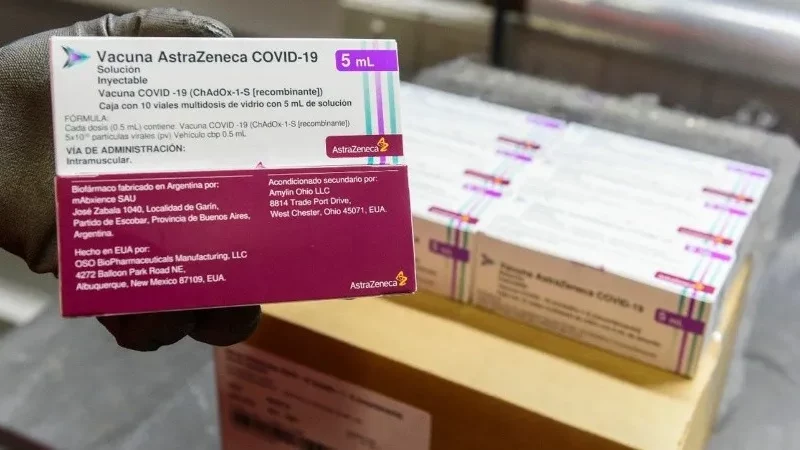 Vacuna AstraZeneca COVID-19
5 mL
Solución
Inyectable
Vacuna COVID -19 (ChAdOx-1-S [recombinante])
Caja con 10 viales multidosis de vidrio con 5 mL de solución
FÓRMULA:
Cada dosis (0.5 mL) contiene: Vacuna COVID -19 (ChAdOx-1-S [recombinante])
5x10¹⁰ partículas virales (pv) Vehículo cbp 0.5 mL
VÍA DE ADMINISTRACIÓN:
Intramuscular.
AstraZeneca
Biofármaco fabricado en Argentina por:
mAbxience SAU
José Zabala 1040, Localidad de Garín,
Partido de Escobar, Provincia de Buenos Aires,
Argentina.
Hecho en EUA por:
OSO BioPharmaceuticals Manufacturing, LLC
4272 Balloon Park Road NE,
Albuquerque, New Mexico 87109, EUA.
Acondicionado secundario por:
Amylin Ohio LLC
8814 Trade Port Drive,
West Chester, Ohio 45071, EUA.
AstraZeneca
Vacuna AstraZeneca COVID-19
5 mL
5 mL